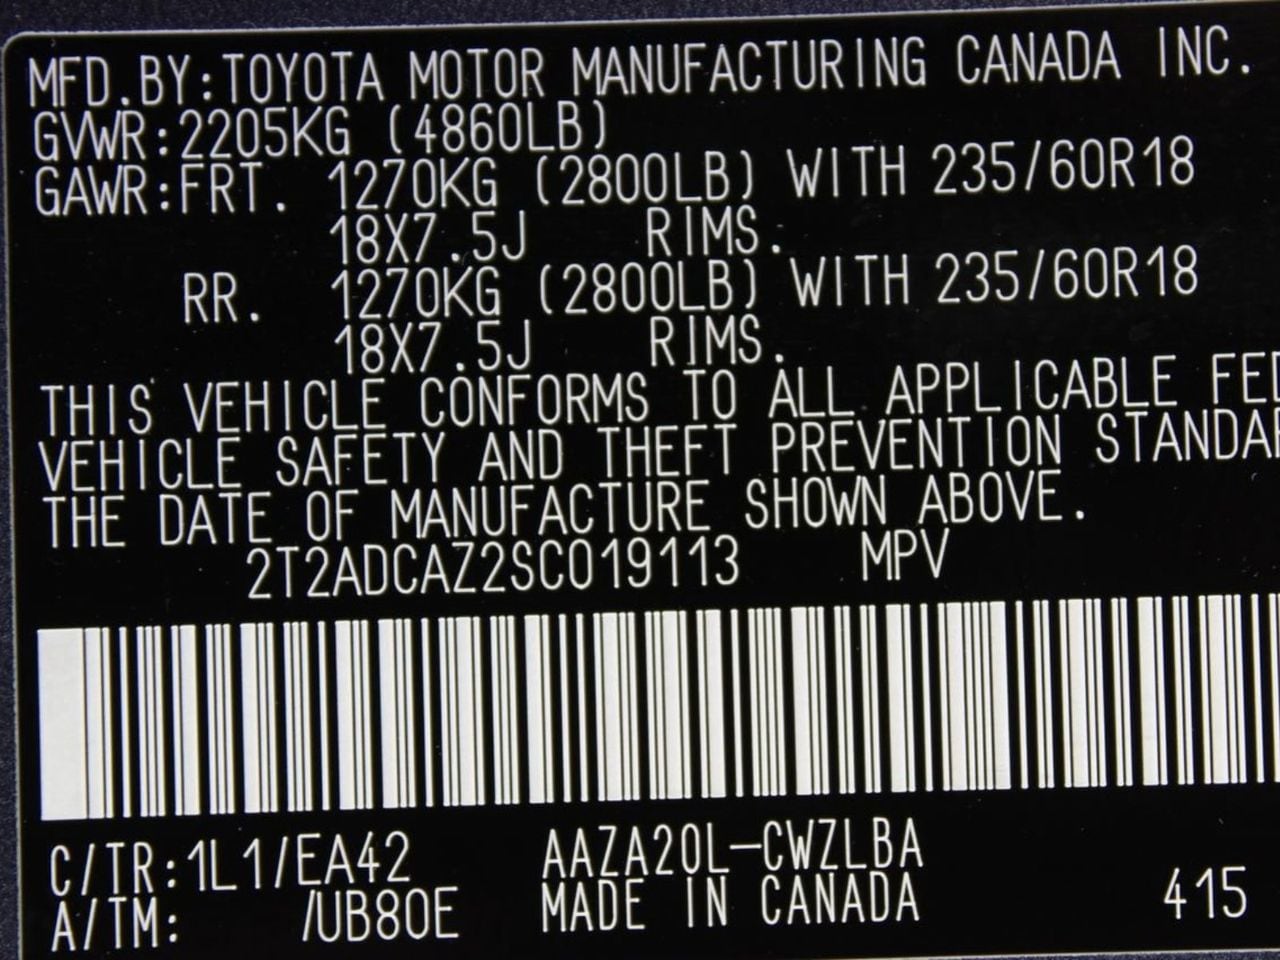 MFD.BY:TOYOTA MOTOR MANUFACTURING CANADA INC.
GVWR:2205KG (4860LB)
GAWR:FRT. 1270KG (2800LB) WITH 235/60R18
18X7.5J RIMS.
RR. 1270KG (2800LB) WITH 235/60R18
18X7.5J RIMS.
THIS VEHICLE CONFORMS TO ALL APPLICABLE
VEHICLE SAFETY AND THEFT PREVENTION
THE DATE OF MANUFACTURE SHOWN ABOVE.
2T2ADCAZ2SC019113 MPV
C/TR:1L1/EA42 AAZA20L-CWZLBA
A/TM: /UB80E MADE IN CANADA 415